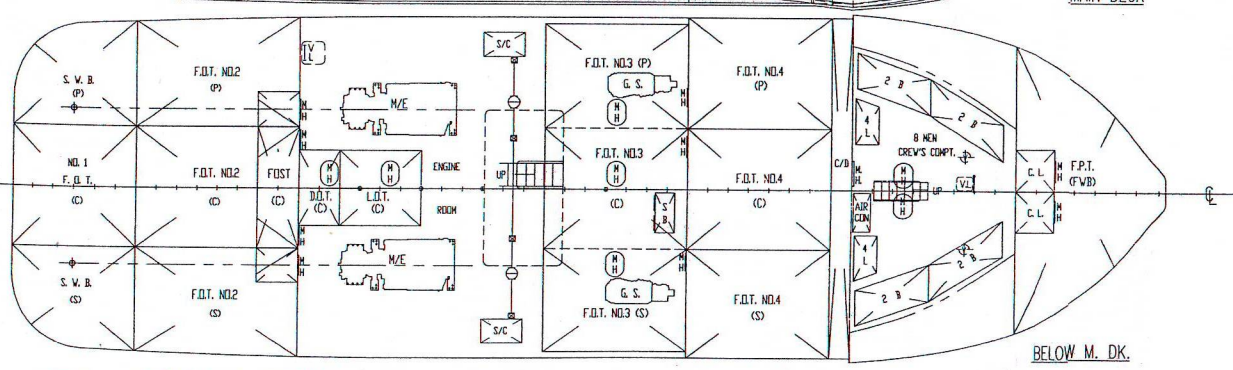 MAIN DECK
S/C
V
L
S. W. B.
(P)
F.O.T. NO.2
(P)
M/E
F.O.T. NO.3 (P)
G. S.
M
H
F.O.T. NO.4
(P)
2 B
2 B
4
L
8 MEN
CREW'S COMPT.
M
H
M
H
M
H
NO. 1
F. O. T.
(C)
F.O.T. NO.2
(C)
FOST
(C)
M
H
D.O.T.
(C)
M
H
L.O.T.
(C)
ENGINE
ROOM
UP
F.O.T. NO.3
M
H
(C)
S
B
M
H
F.O.T. NO.4
(C)
C/D
M.
H.
AIR
CON
M
H
M
H
UP
V.L
C. L.
C. L.
M
H
M
H
F.P.T.
(FWB)
CL
S. W. B.
(S)
F.O.T. NO.2
(S)
M
H
M
H
M/E
S/C
M
H
G. S.
F.O.T. NO.3 (S)
M
H
F.O.T. NO.4
(S)
4
L
2 B
2 B
BELOW M. DK.